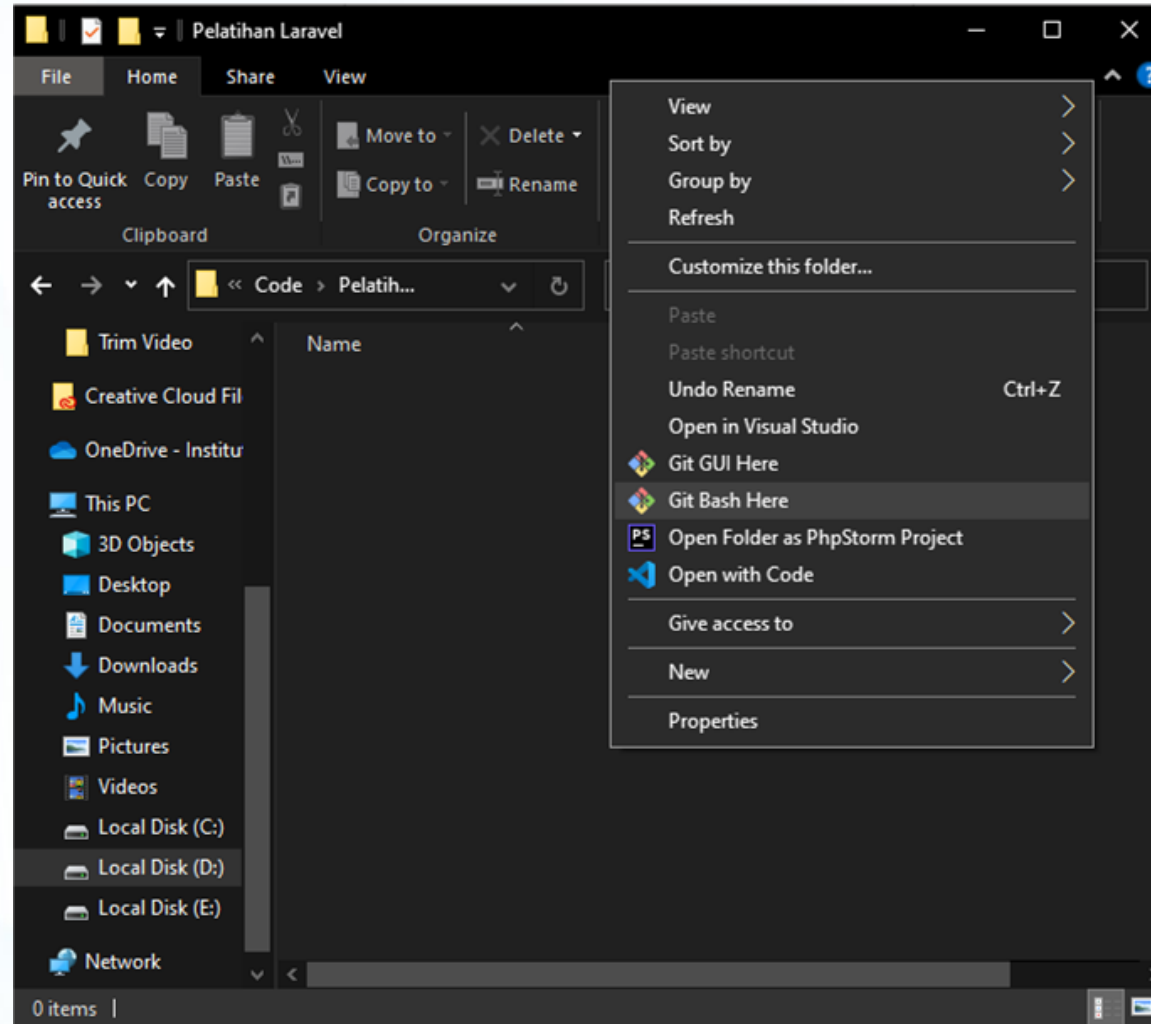 Pelatihan Laravel
File Home Share View
Pin to Quick access
Copy
Paste
Move to
Copy to
Delete
Rename
Clipboard
Organize
Code > Pelatih...
Trim Video
Creative Cloud Fil
OneDrive - Institu
This PC
3D Objects
Desktop
Documents
Downloads
Music
Pictures
Videos
Local Disk (C:)
Local Disk (D:)
Local Disk (E:)
Network
Name
View
Sort by
Group by
Refresh
Customize this folder...
Paste
Paste shortcut
Undo Rename Ctrl+Z
Open in Visual Studio
Git GUI Here
Git Bash Here
PS Open Folder as PhpStorm Project
Open with Code
Give access to
New
Properties
0 items